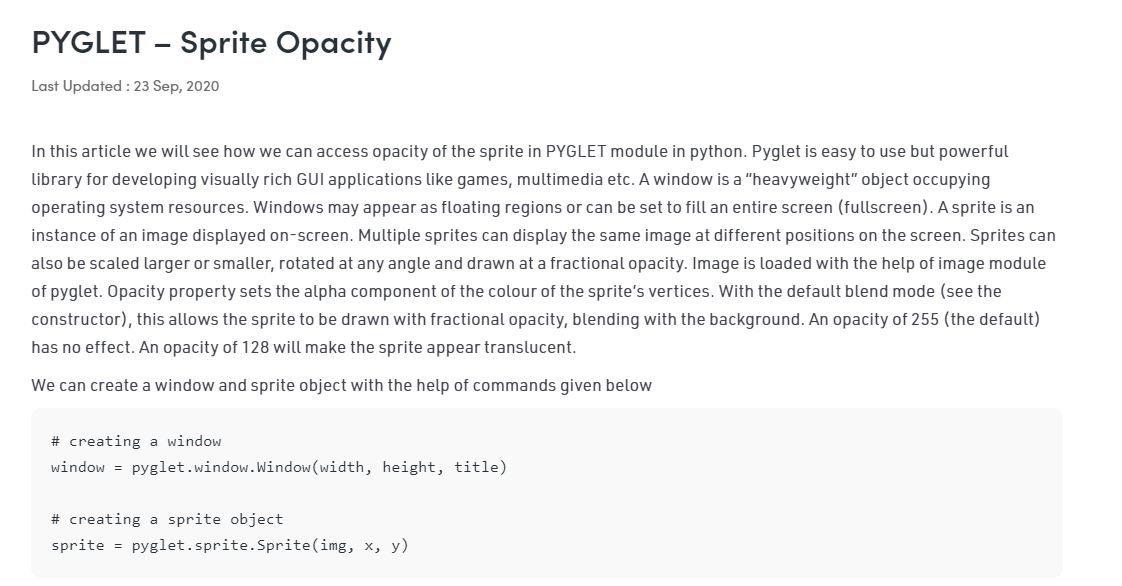 PYGLET – Sprite Opacity
Last Updated : 23 Sep, 2020
In this article we will see how we can access opacity of the sprite in PYGLET module in python. Pyglet is easy to use but powerful
library for developing visually rich GUI applications like games, multimedia etc. A window is a “heavyweight” object occupying
operating system resources. Windows may appear as floating regions or can be set to fill an entire screen (fullscreen). A sprite is an
instance of an image displayed on-screen. Multiple sprites can display the same image at different positions on the screen. Sprites can
also be scaled larger or smaller, rotated at any angle and drawn at a fractional opacity. Image is loaded with the help of image module
of pyglet. Opacity property sets the alpha component of the colour of the sprite’s vertices. With the default blend mode (see the
constructor), this allows the sprite to be drawn with fractional opacity, blending with the background. An opacity of 255 (the default)
has no effect. An opacity of 128 will make the sprite appear translucent.
We can create a window and sprite object with the help of commands given below
# creating a window
window = pyglet.window.Window(width, height, title)
# creating a sprite object
sprite = pyglet.sprite.Sprite(img, x, y)